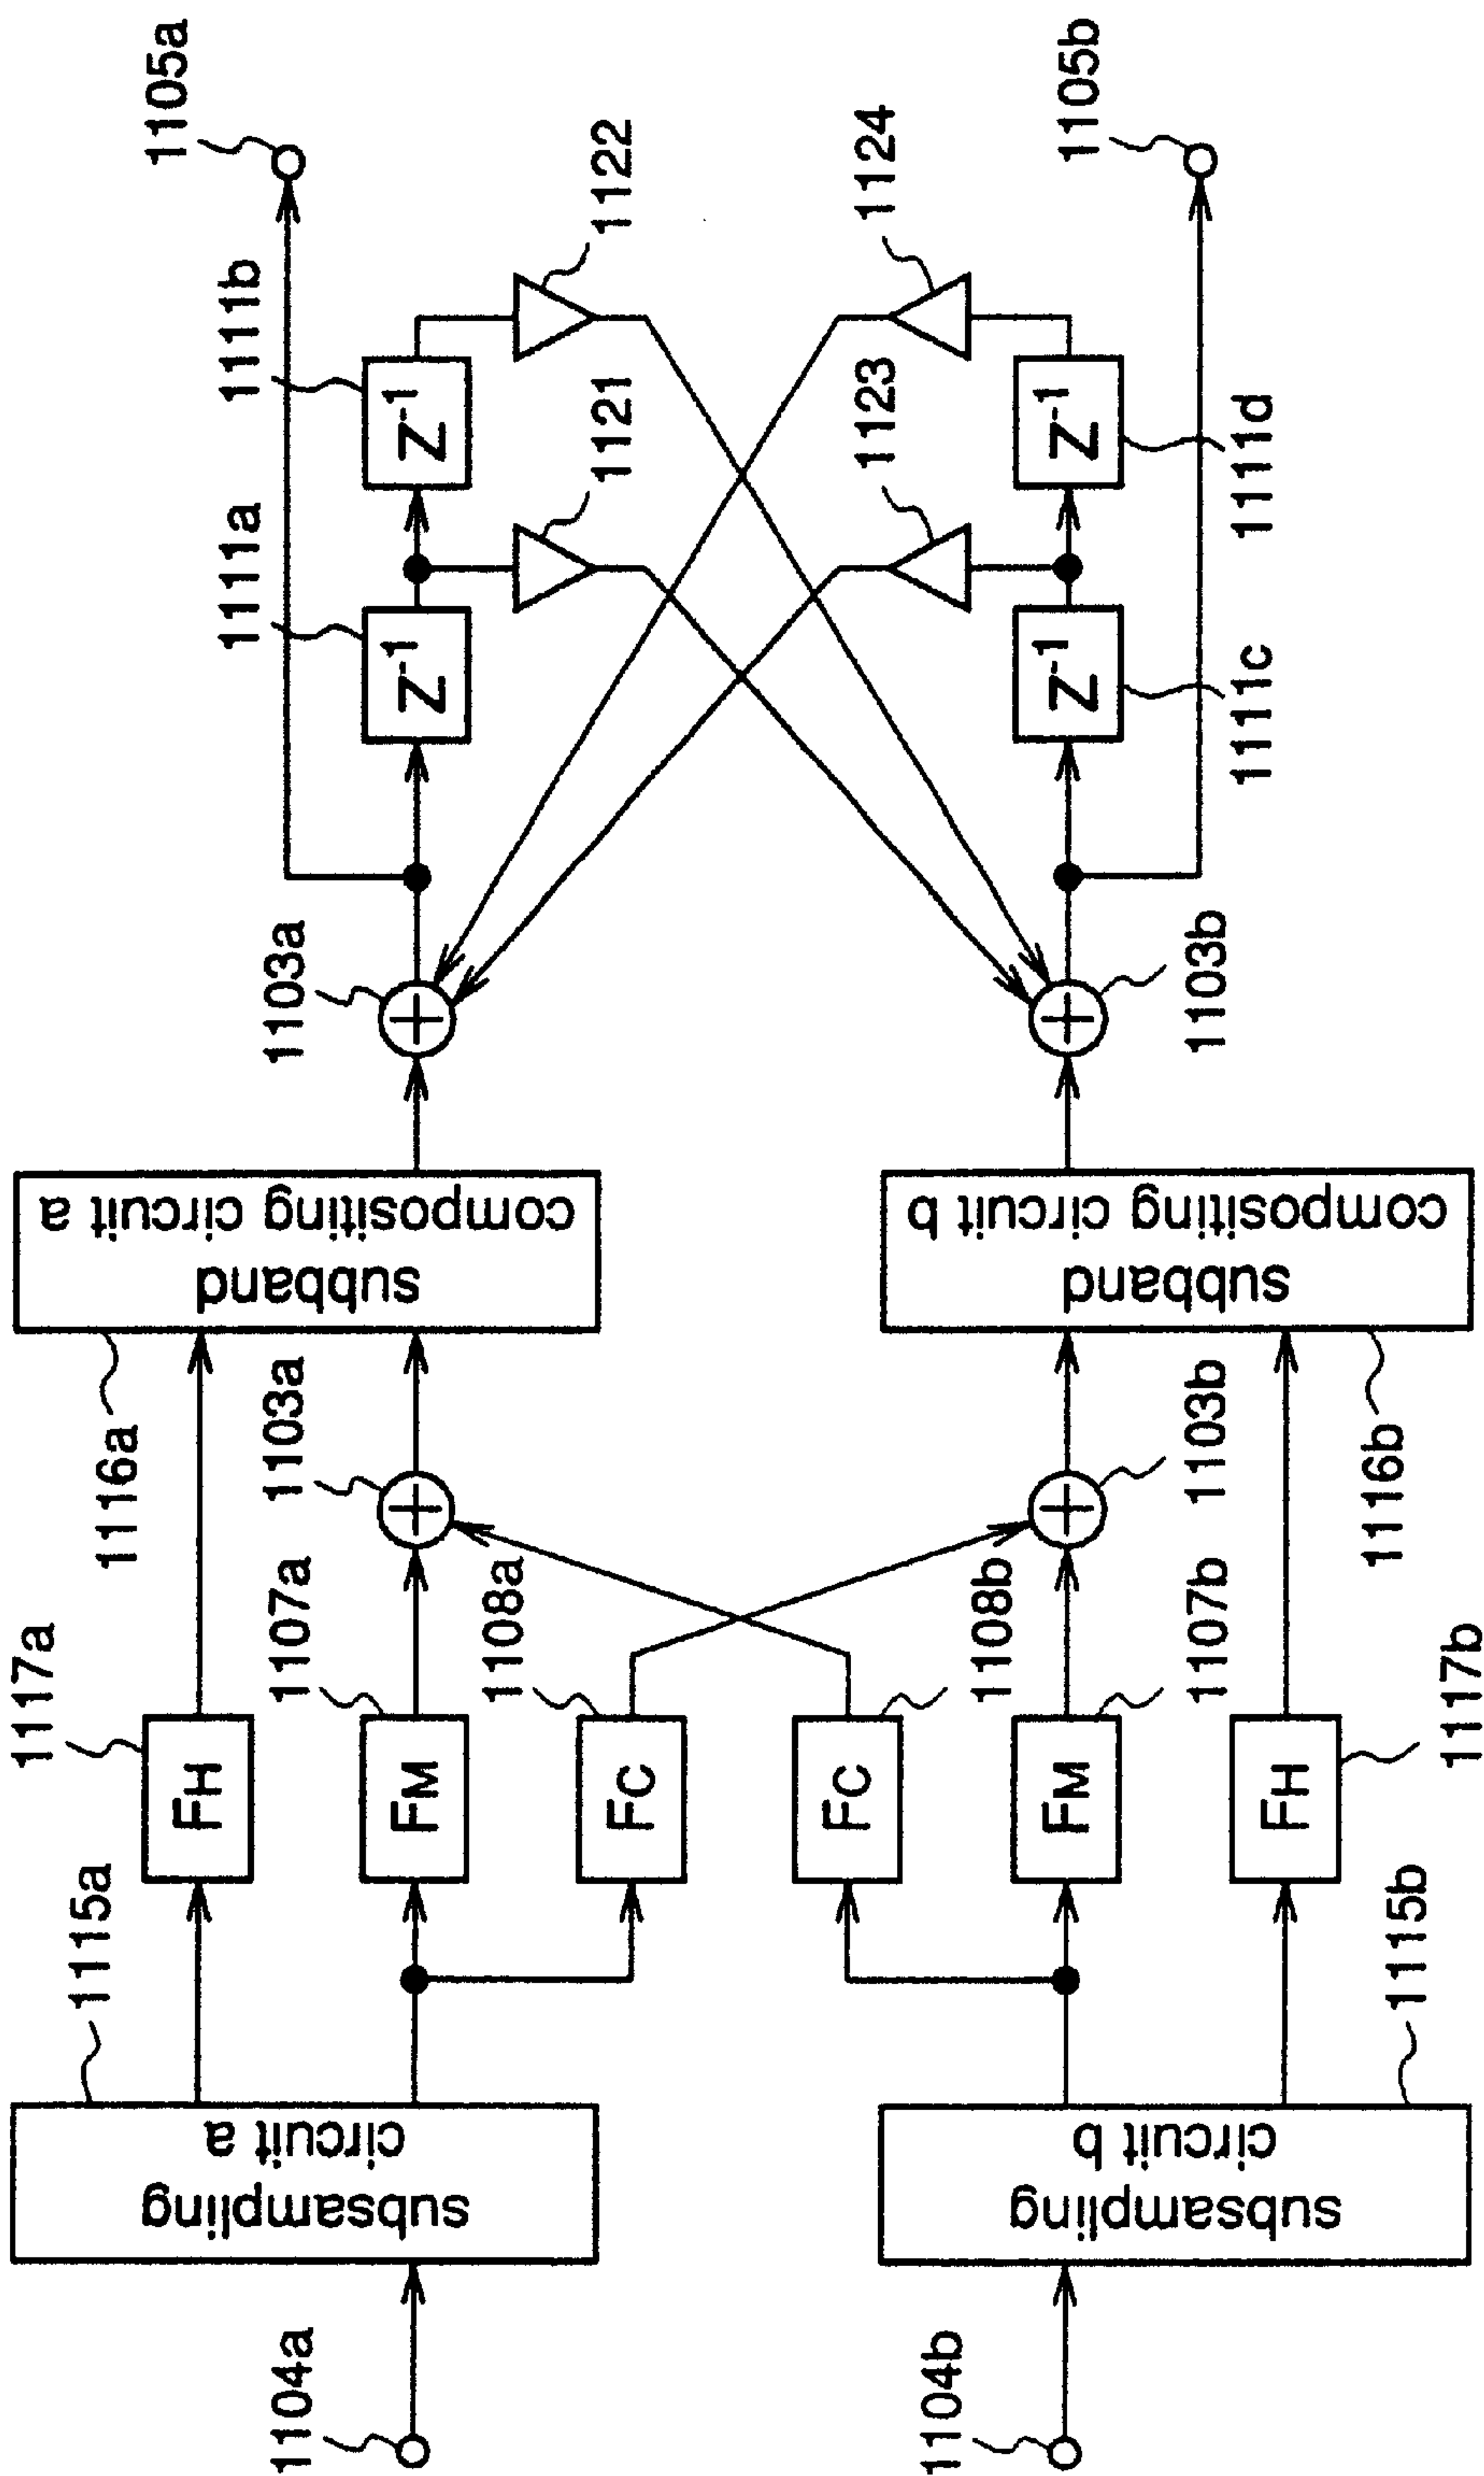 1104a
subsampling
circuit a
1115a
1117a
FH
1107a
FM
1108a
FC
1116a
1103a
subband
compositing circuit a
1103a
1111a
Z-1
1111b
Z-1
1121
1122
1105a
1104b
subsampling
circuit b
1115b
1108b
FC
1107b
FM
1117b
FH
1103b
1116b
subband
compositing circuit b
1103b
1111c
Z-1
1111d
Z-1
1123
1124
1105b